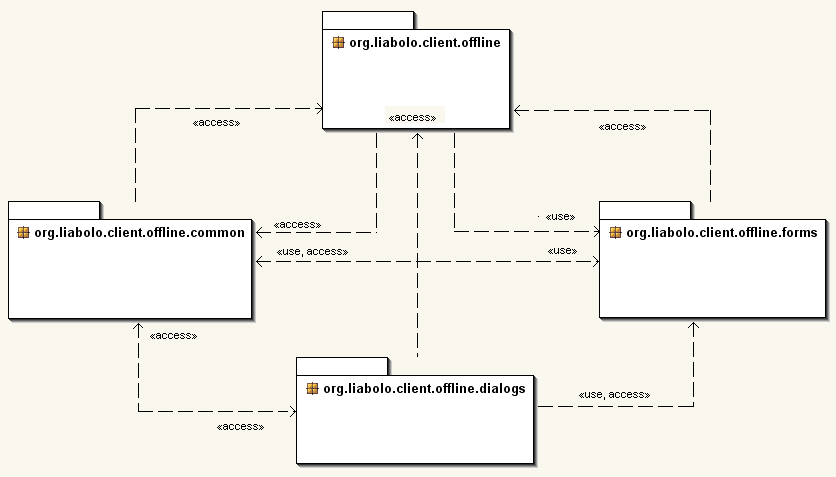 org.liabolo.client.offline
«access»
«access»
«access»
org.liabolo.client.offline.common
«access»
«use»
org.liabolo.client.offline.forms
«use, access»
«use»
«access»
org.liabolo.client.offline.dialogs
«use, access»
«access»